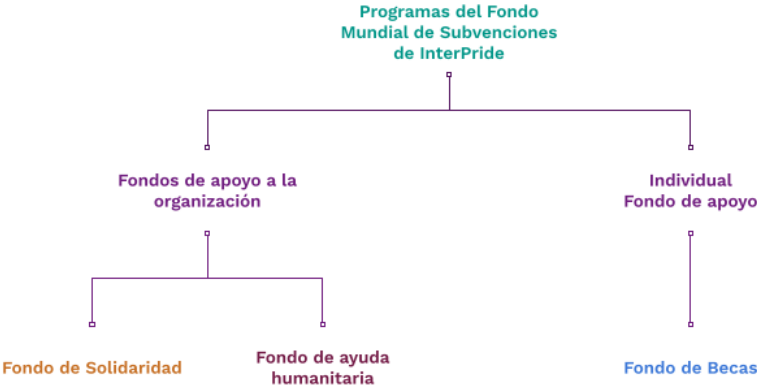 Programas del Fondo
Mundial de Subvenciones
de InterPride
Fondos de apoyo a la
organización
Individual
Fondo de apoyo
Fondo de Solidaridad
Fondo de ayuda
humanitaria
Fondo de Becas